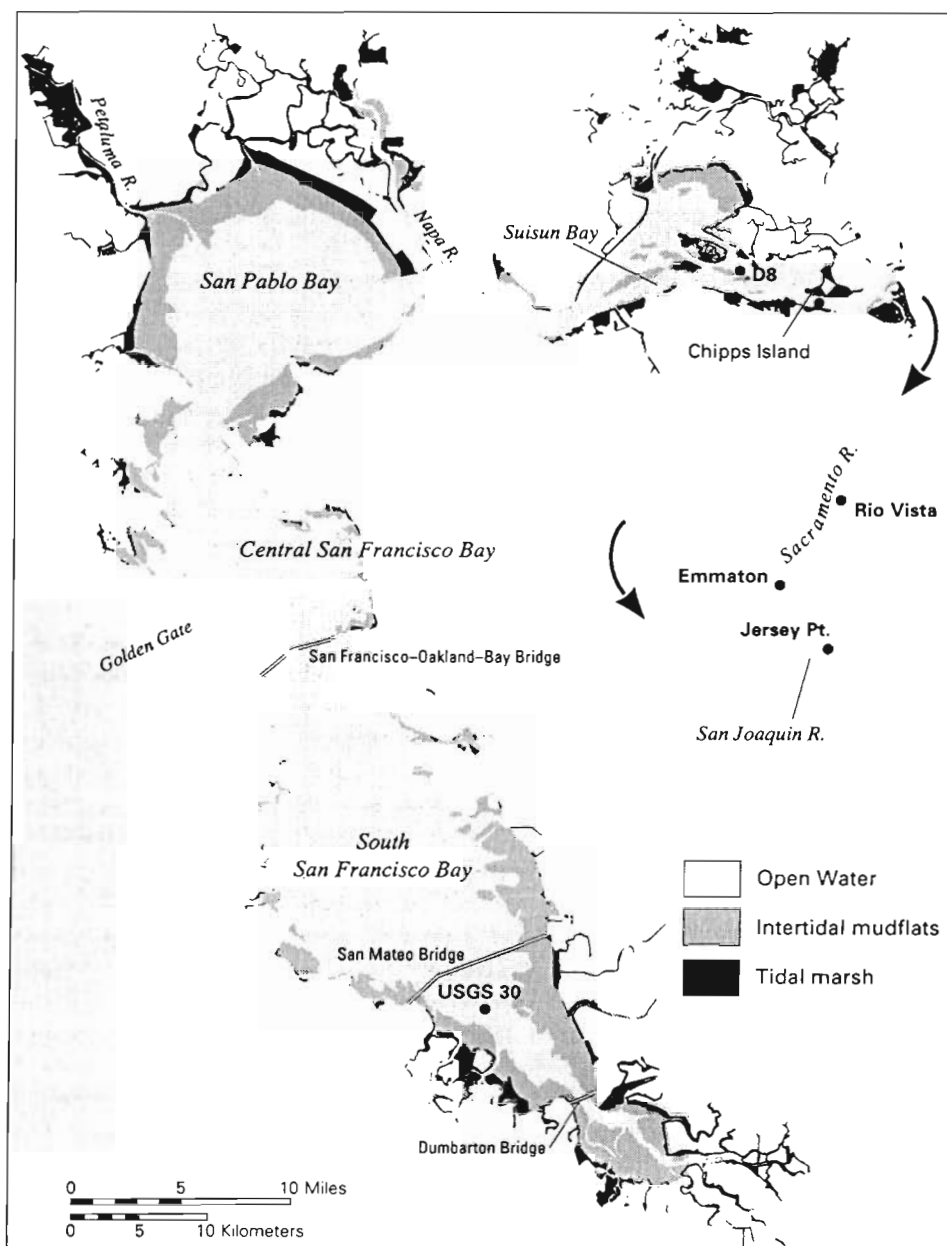 Petaluma R.
Napa R.
San Pablo Bay
Suisun Bay
D8
Chipps Island
Sacramento R.
Rio Vista
Central San Francisco Bay
Emmaton
Jersey Pt.
Golden Gate
San Francisco–Oakland–Bay Bridge
San Joaquin R.
South
San Francisco Bay
Open Water
Intertidal mudflats
Tidal marsh
San Mateo Bridge
USGS 30
Dumbarton Bridge
0 5 10 Miles
0 5 10 Kilometers